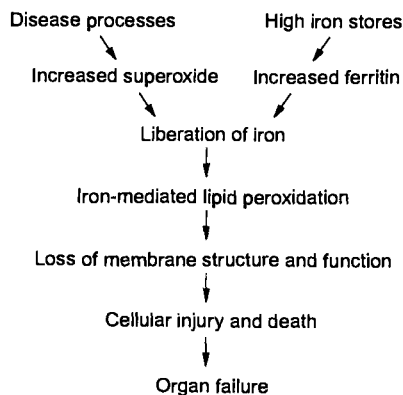 Disease processes
High iron stores
Increased superoxide
Increased ferritin
Liberation of iron
Iron-mediated lipid peroxidation
Loss of membrane structure and function
Cellular injury and death
Organ failure